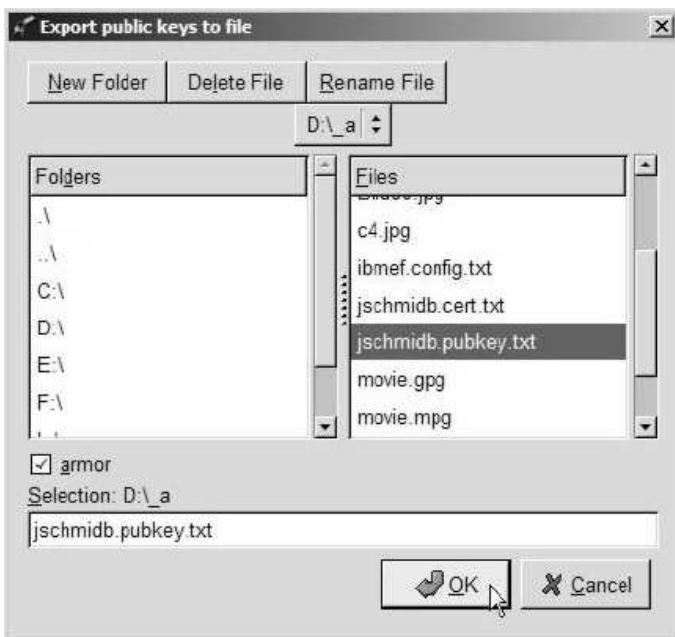 Export public keys to file
New Folder
Delete File
Rename File
D:\_a
Folders
Files
.\
..\
C:\
D:\
E:\
F:\
c4.jpg
ibmef.config.txt
jschmidb.cert.txt
jschmidb.pubkey.txt
movie.gpg
movie.mpg
armor
Selection: D:\_a
jschmidb.pubkey.txt
OK
Cancel